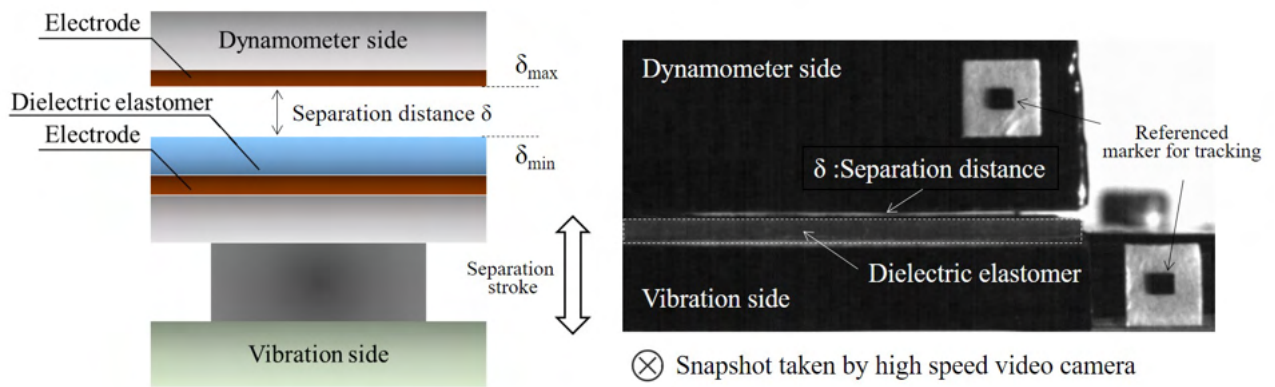 Electrode
Dynamometer side
δmax
Separation distance δ
Dielectric elastomer
Electrode
δmin
Separation
stroke
Vibration side
Dynamometer side
Referenced
marker for tracking
δ :Separation distance
Dielectric elastomer
Vibration side
Snapshot taken by high speed video camera